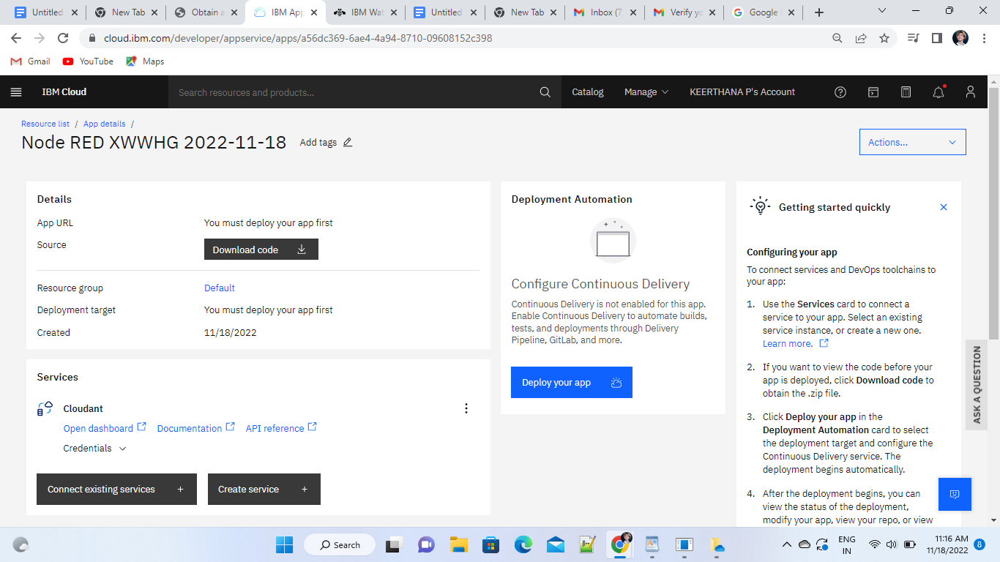 Untitled
New Tab
Obtain a
IBM App
IBM Wat
Untitled
New Tab
Inbox (7
Verify yo
Google
cloud.ibm.com/developer/appservice/apps/a56dc369-6ae4-4a94-8710-09608152c398
Gmail
YouTube
Maps
IBM Cloud
Search resources and products...
Catalog
Manage
KEERTHANA P's Account
Resource list / App details /
Node RED XWWHG 2022-11-18
Add tags
Actions...
Details
App URL
You must deploy your app first
Source
Download code
Resource group
Default
Deployment target
You must deploy your app first
Created
11/18/2022
Services
Cloudant
Open dashboard
Documentation
API reference
Credentials
Connect existing services +
Create service +
Deployment Automation
Configure Continuous Delivery
Continuous Delivery is not enabled for this app.
Enable Continuous Delivery to automate builds,
tests, and deployments through Delivery
Pipeline, GitLab, and more.
Deploy your app
Getting started quickly
Configuring your app
To connect services and DevOps toolchains to
your app:
1. Use the Services card to connect a
service to your app. Select an existing
service instance, or create a new one.
Learn more.
2. If you want to view the code before your
app is deployed, click Download code to
obtain the .zip file.
3. Click Deploy your app in the
Deployment Automation card to select
the deployment target and configure the
Continuous Delivery service. The
deployment begins automatically.
4. After the deployment begins, you can
view the status of the deployment,
modify your app, view your repo, or view
ASK A QUESTION
Search
ENG
IN
11:16 AM
11/18/2022
8